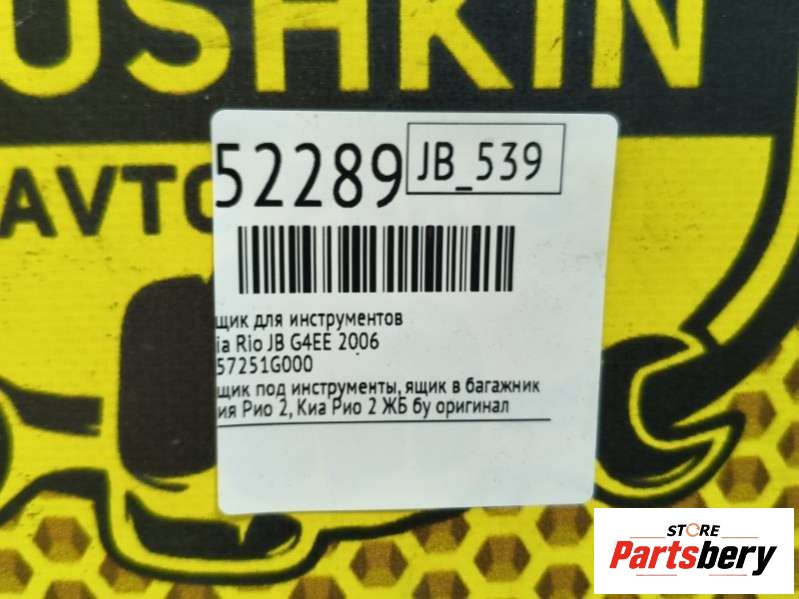 USHKIN
АВТО
52289
JB_539
щик для инструментов
ia Rio JB G4EE 2006
57251G000
щик под инструменты, ящик в багажник
ия Рио 2, Киа Рио 2 ЖБ бу оригинал
STORE
Partsbery